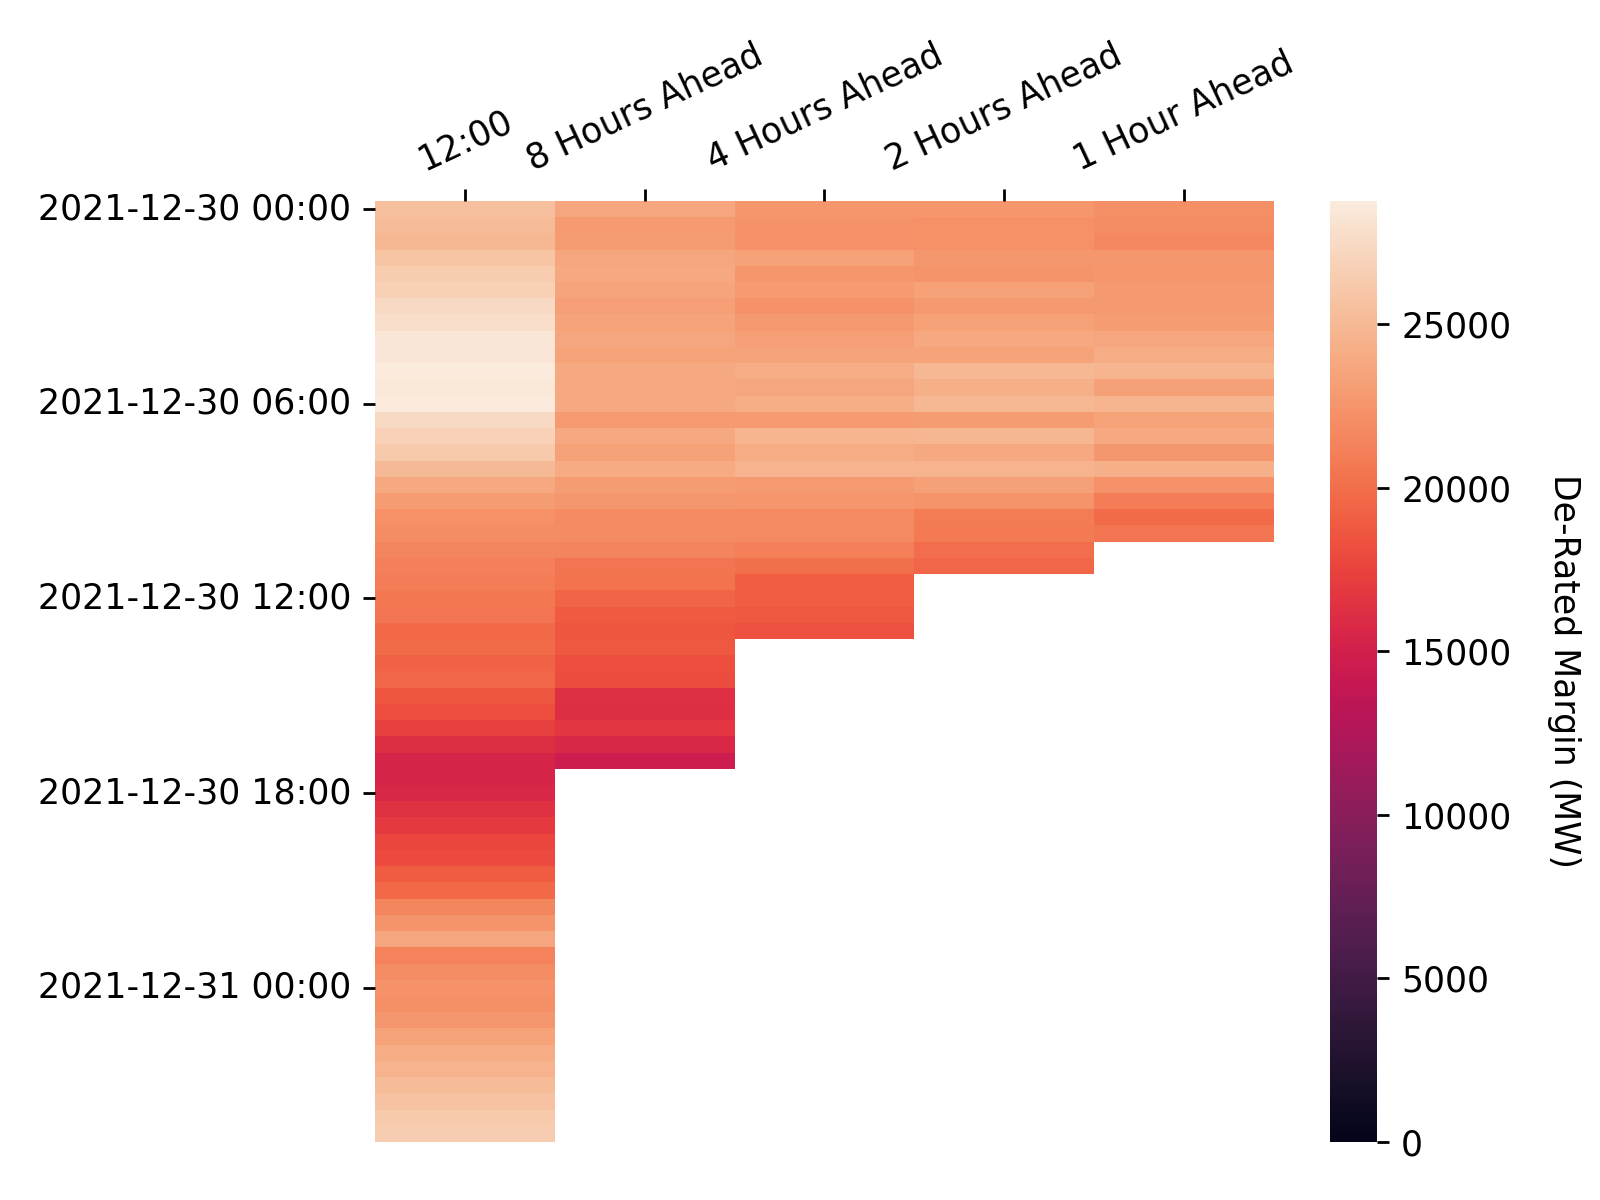 12:00
8 Hours Ahead
4 Hours Ahead
2 Hours Ahead
1 Hour Ahead
2021-12-30 00:00
2021-12-30 06:00
2021-12-30 12:00
2021-12-30 18:00
2021-12-31 00:00
25000
20000
15000
10000
5000
0
De-Rated Margin (MW)